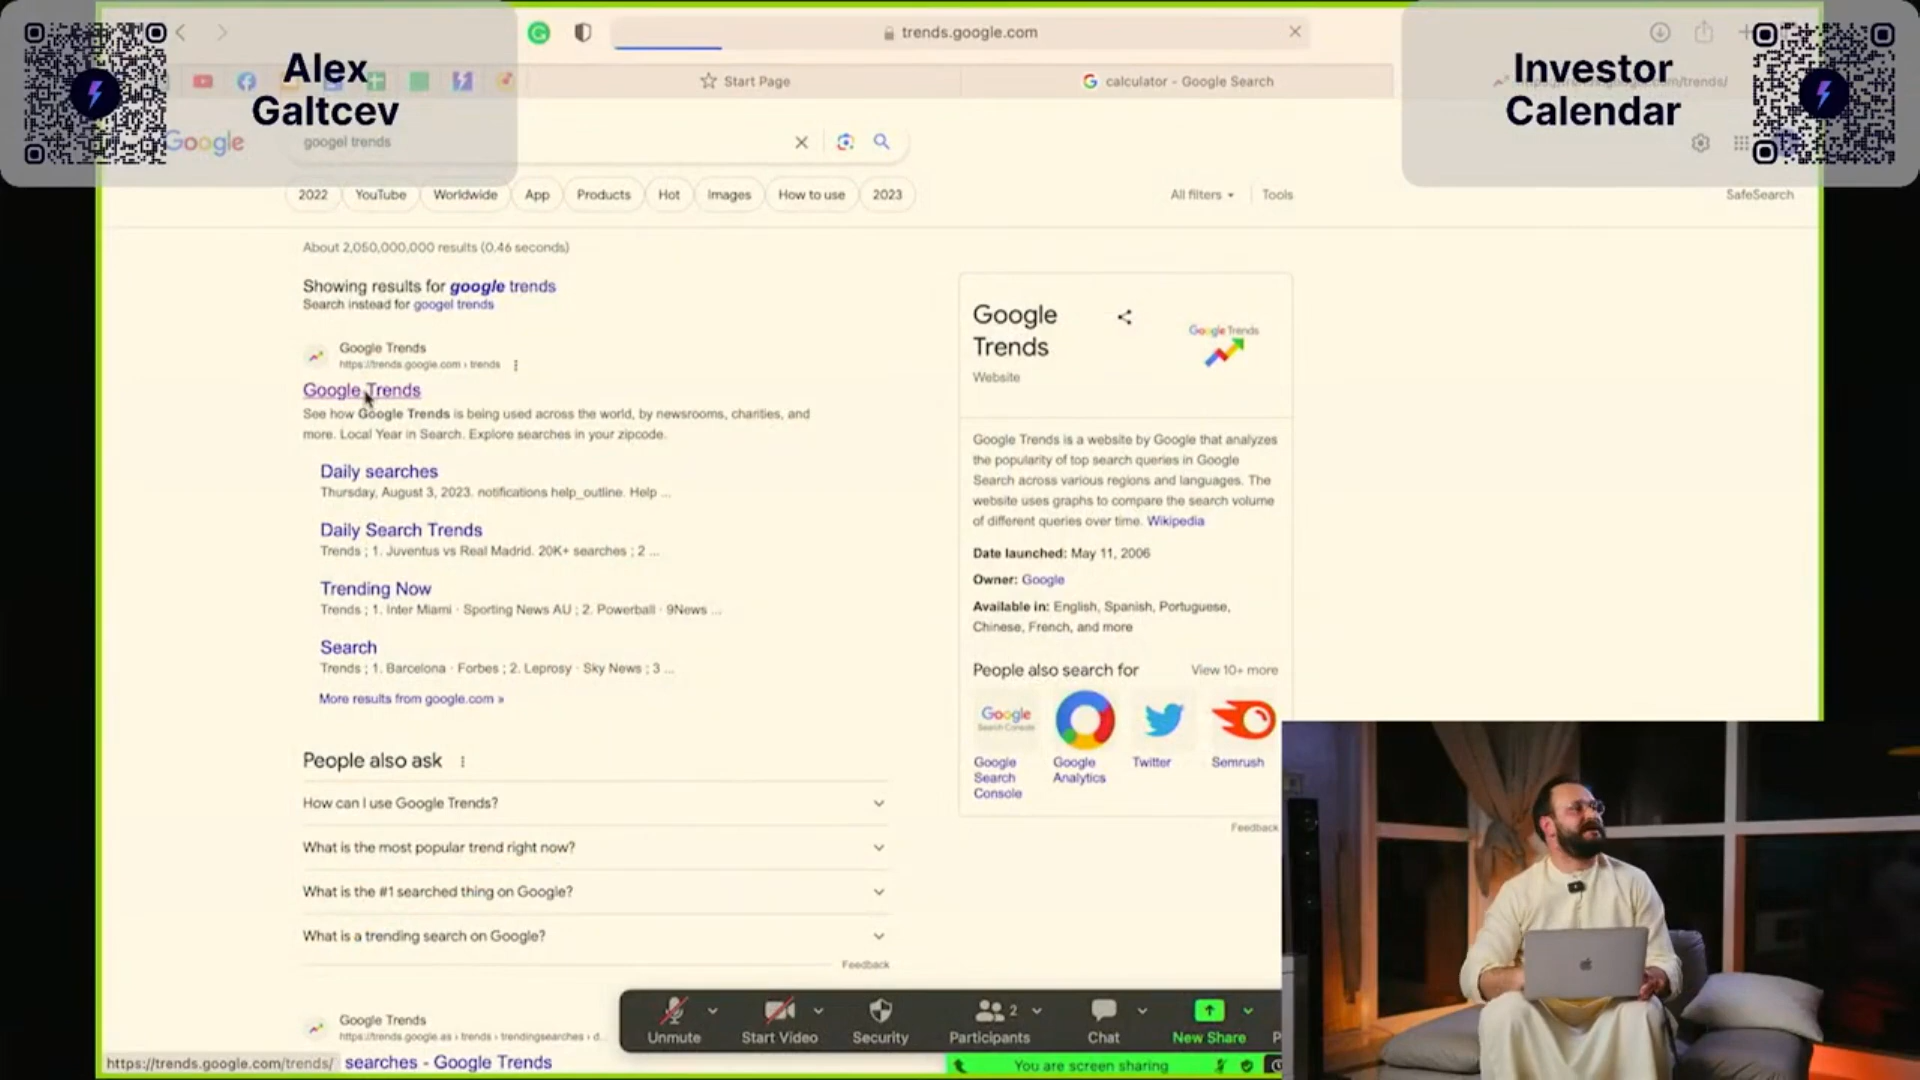 Alex
Galtcev
trends.google.com
Investor
Calendar
Start Page
calculator - Google Search
Google
googel trends
2022
YouTube
Worldwide
App
Products
Hot
Images
How to use
2023
All filters
Tools
SafeSearch
About 2,050,000,000 results (0.46 seconds)
Showing results for google trends
Search instead for googel trends
Google Trends
https://trends.google.com › trends
Google Trends
See how Google Trends is being used across the world, by newsrooms, charities, and
more. Local Year in Search. Explore searches in your zipcode.
Daily searches
Thursday, August 3, 2023. notifications help_outline. Help ...
Daily Search Trends
Trends ; 1. Juventus vs Real Madrid. 20K+ searches ; 2 ...
Trending Now
Trends ; 1. Inter Miami · Sporting News AU ; 2. Powerball · 9News ...
Search
Trends ; 1. Barcelona · Forbes ; 2. Leprosy · Sky News ; 3 ...
More results from google.com »
People also ask
How can I use Google Trends?
What is the most popular trend right now?
What is the #1 searched thing on Google?
What is a trending search on Google?
Feedback
Google Trends
https://trends.google.as › trends › trendingsearches › d...
searches - Google Trends
https://trends.google.com/trends/
Google
Trends
Website
Google Trends
Google Trends is a website by Google that analyzes
the popularity of top search queries in Google
Search across various regions and languages. The
website uses graphs to compare the search volume
of different queries over time. Wikipedia
Date launched: May 11, 2006
Owner: Google
Available in: English, Spanish, Portuguese,
Chinese, French, and more
People also search for
View 10+ more
Google
Search Console
Google
Search
Console
Google
Analytics
Twitter
Semrush
Feedback
Unmute
Start Video
Security
2
Participants
Chat
New Share
You are screen sharing